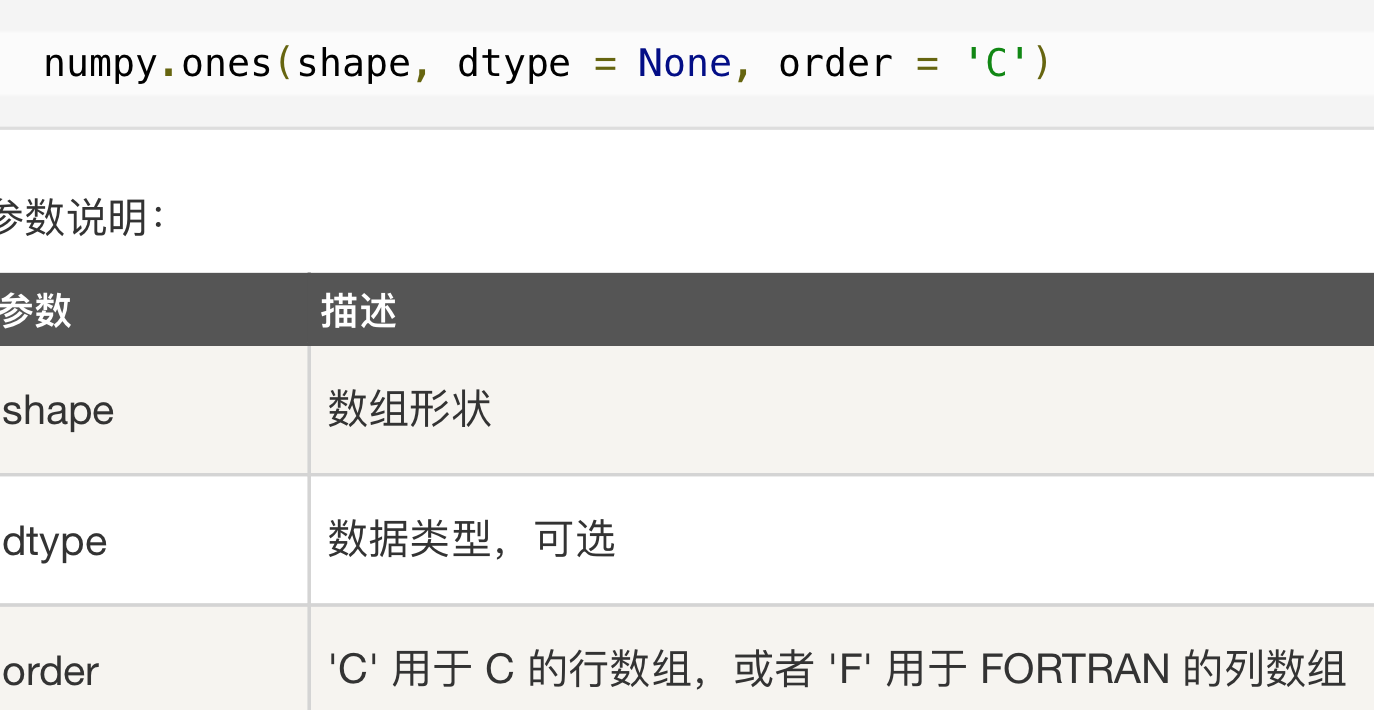 numpy.ones(shape, dtype = None, order = 'C')
参数说明：
参数 描述
shape 数组形状
dtype 数据类型，可选
order 'C' 用于 C 的行数组，或者 'F' 用于 FORTRAN 的列数组